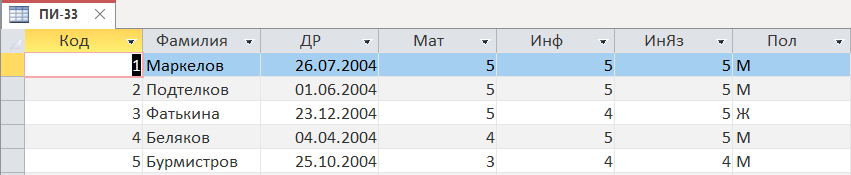 ПИ-33
Код Фамилия ДР Мат Инф ИнЯз Пол
1 Маркелов 26.07.2004 5 5 5 М
2 Подтелков 01.06.2004 5 5 5 М
3 Фатькина 23.12.2004 5 4 5 Ж
4 Беляков 04.04.2004 4 5 5 М
5 Бурмистров 25.10.2004 3 4 4 М